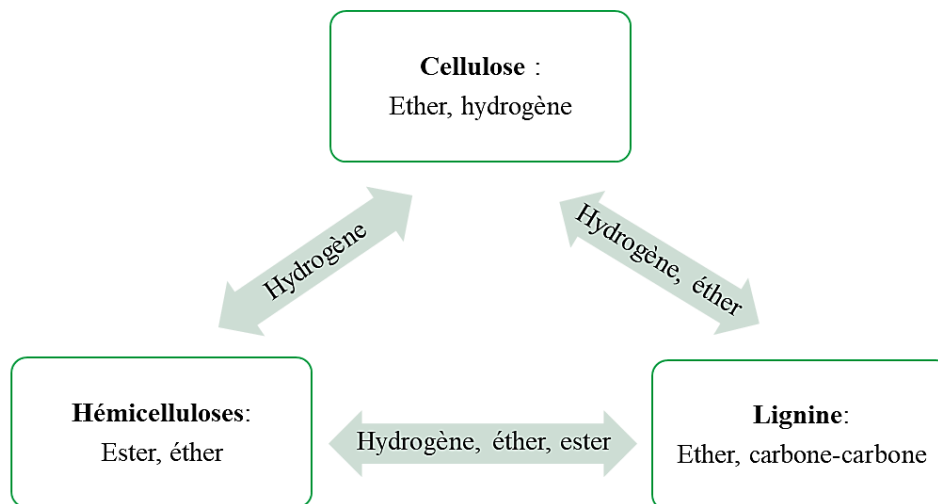 Cellulose :
Ether, hydrogène
Hydrogène
Hydrogène, éther
Hémicelluloses:
Ester, éther
Hydrogène, éther, ester
Lignine:
Ether, carbone-carbone